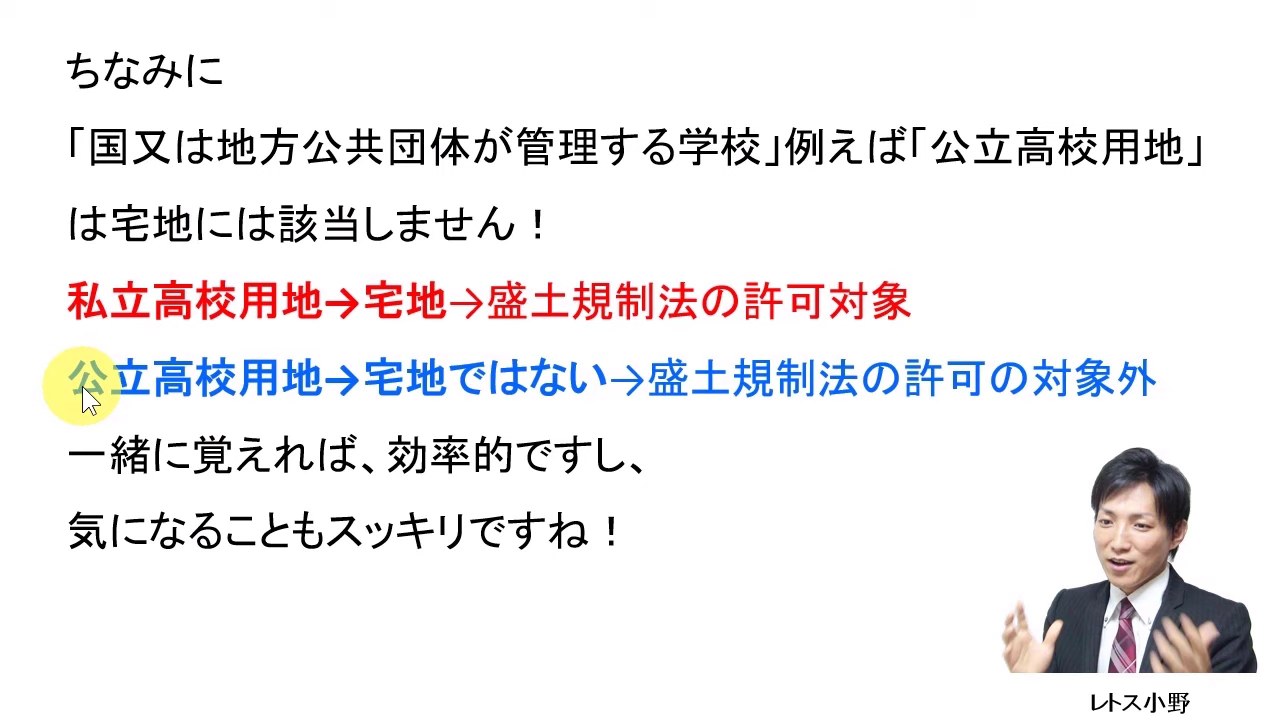 ちなみに
「国又は地方公共団体が管理する学校」例えば「公立高校用地」
は宅地には該当しません！
私立高校用地→宅地→盛土規制法の許可対象
公立高校用地→宅地ではない→盛土規制法の許可の対象外
一緒に覚えれば、効率的ですし、
気になることもスッキリですね！
レトス小野